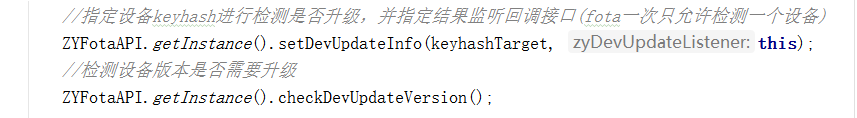 //指定设备keyhash进行检测是否升级，并指定结果监听回调接口(fota一次只允许检测一个设备)
ZYFotaAPI.getInstance().setDevUpdateInfo(keyhashTarget, zyDevUpdateListener: this);
//检测设备版本是否需要升级
ZYFotaAPI.getInstance().checkDevUpdateVersion();